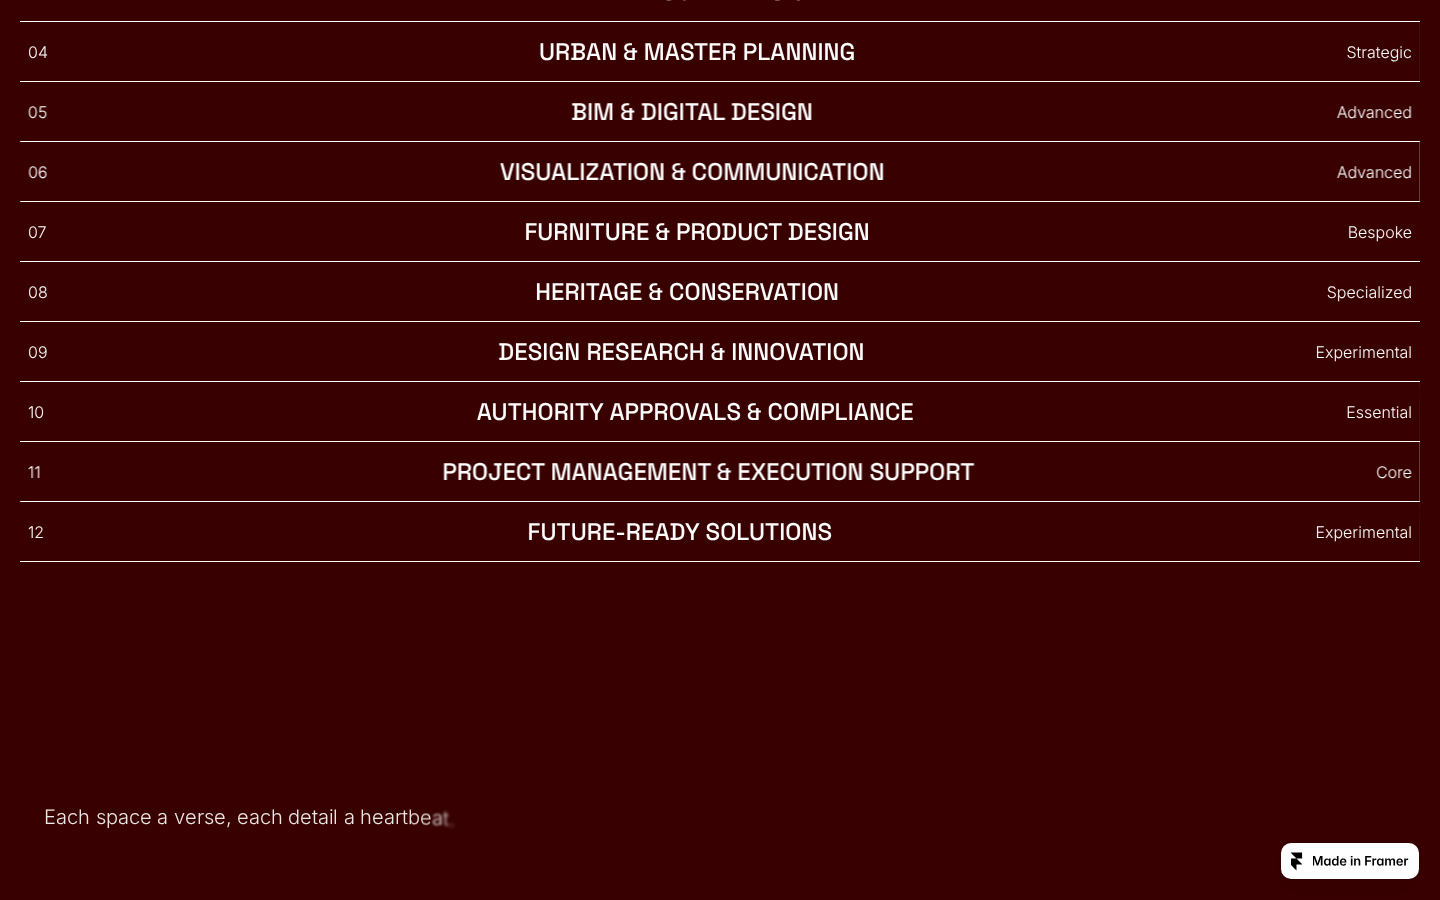 04 URBAN & MASTER PLANNING Strategic
05 BIM & DIGITAL DESIGN Advanced
06 VISUALIZATION & COMMUNICATION Advanced
07 FURNITURE & PRODUCT DESIGN Bespoke
08 HERITAGE & CONSERVATION Specialized
09 DESIGN RESEARCH & INNOVATION Experimental
10 AUTHORITY APPROVALS & COMPLIANCE Essential
11 PROJECT MANAGEMENT & EXECUTION SUPPORT Core
12 FUTURE-READY SOLUTIONS Experimental
Each space a verse, each detail a heartbeat.
Made in Framer